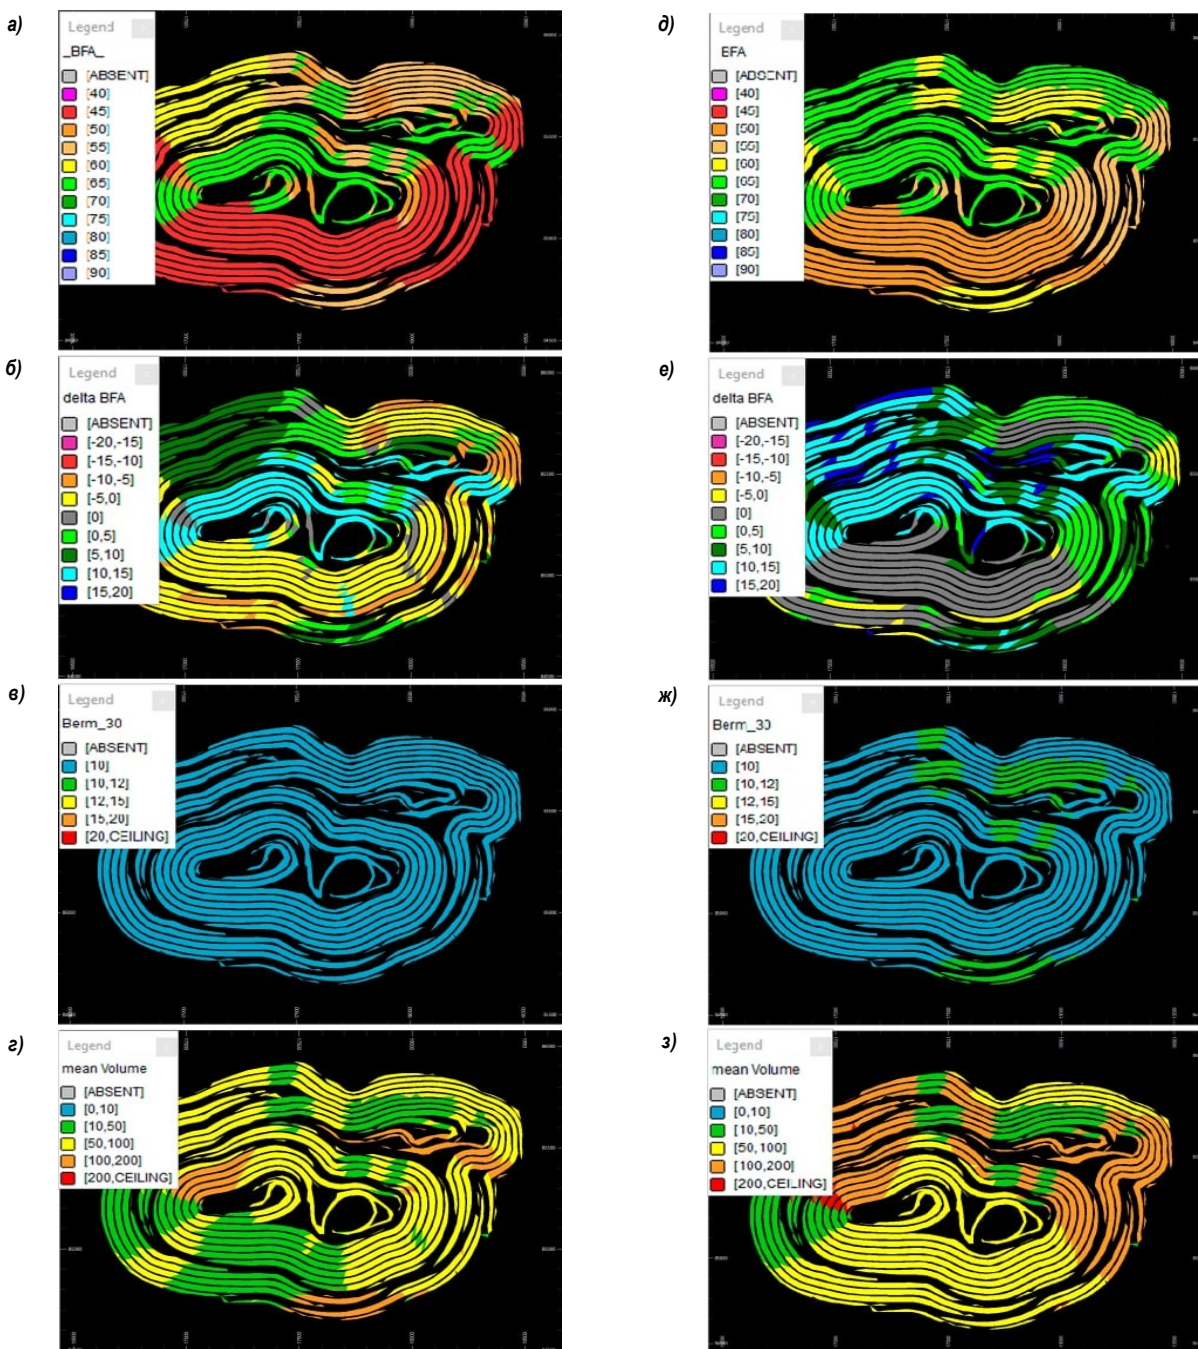 а)
Legend
_BFA_
[ABSENT]
[40]
[45]
[50]
[55]
[60]
[65]
[70]
[75]
[80]
[85]
[90]
д)
Legend
BFA
[ABSENT]
[40]
[45]
[50]
[55]
[60]
[65]
[70]
[75]
[80]
[85]
[90]
б)
Legend
delta BFA
[ABSENT]
[-20,-15]
[-15,-10]
[-10,-5]
[-5,0]
[0]
[0,5]
[5,10]
[10,15]
[15,20]
е)
Legend
delta BFA
[ABSENT]
[-20,-15]
[-15,-10]
[-10,-5]
[-5,0]
[0]
[0,5]
[5,10]
[10,15]
[15,20]
в)
Legend
Berm_30
[ABSENT]
[10]
[10,12]
[12,15]
[15,20]
[20,CEILING]
ж)
Legend
Berm_30
[ABSENT]
[10]
[10,12]
[12,15]
[15,20]
[20,CEILING]
г)
Legend
mean Volume
[ABSENT]
[0,10]
[10,50]
[50,100]
[100,200]
[200,CEILING]
з)
Legend
mean Volume
[ABSENT]
[0,10]
[10,50]
[50,100]
[100,200]
[200,CEILING]